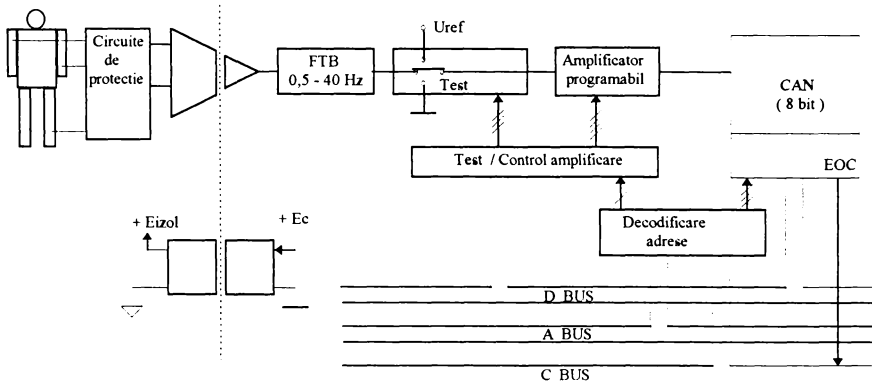 Circuite
de
protectie
FTB
0,5 - 40 Hz
Uref
Test
Amplificator
programabil
CAN
( 8 bit )
Test / Control amplificare
EOC
Decodificare
adrese
+ Eizol
+ Ec
D BUS
A BUS
C BUS